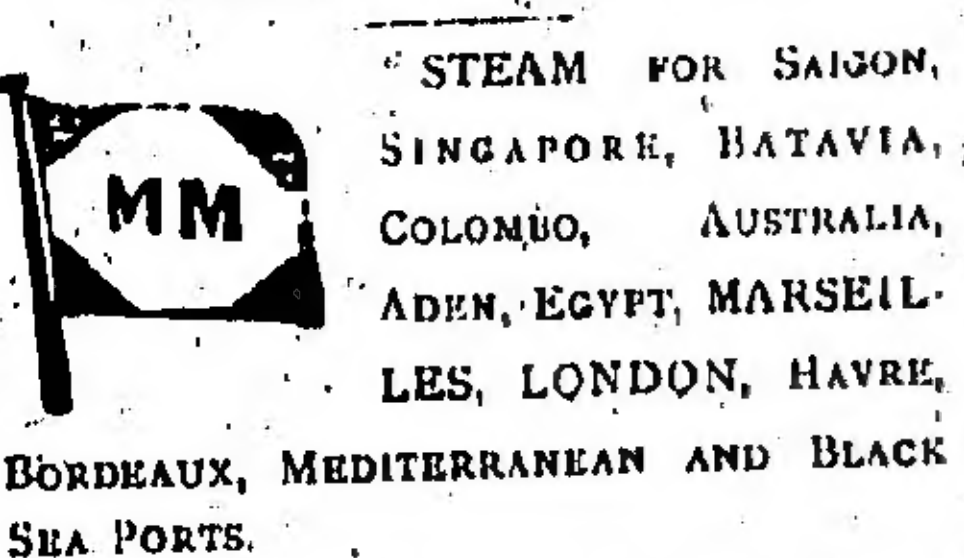 MM
STEAM FOR SAIGON,
SINGAPORE, BATAVIA,
COLOMBO, AUSTRALIA,
ADEN, EGYPT, MARSEIL-
LES, LONDON, HAVRE,
BORDEAUX, MEDITERRANEAN AND BLACK
SEA PORTS.